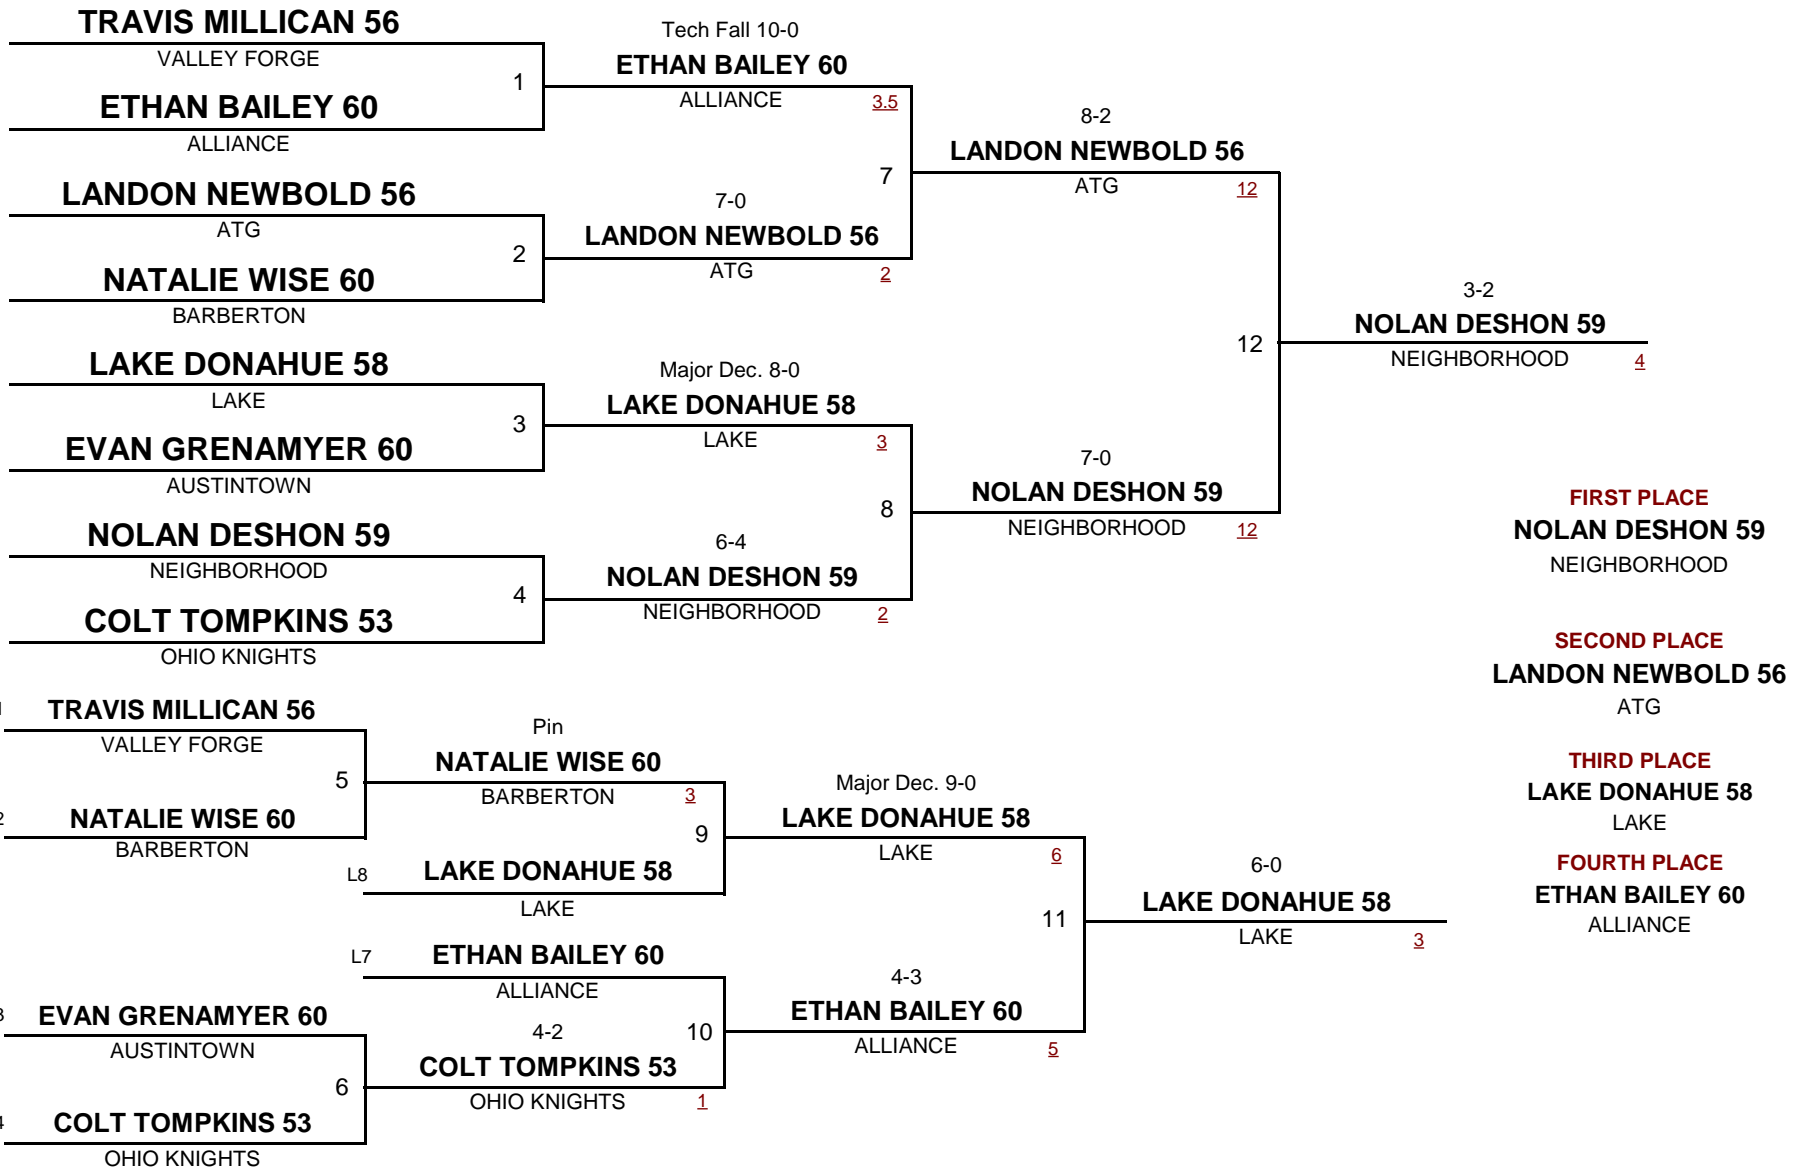 TRAVIS MILLICAN 56
VALLEY FORGE
1
ETHAN BAILEY 60
ALLIANCE
LANDON NEWBOLD 56
ATG
2
NATALIE WISE 60
BARBERTON
LAKE DONAHUE 58
LAKE
3
EVAN GRENAMYER 60
AUSTINTOWN
NOLAN DESHON 59
NEIGHBORHOOD
4
COLT TOMPKINS 53
OHIO KNIGHTS
Tech Fall 10-0
ETHAN BAILEY 60
ALLIANCE 3.5
7
7-0
LANDON NEWBOLD 56
ATG 2
Major Dec. 8-0
LAKE DONAHUE 58
LAKE 3
8
6-4
NOLAN DESHON 59
NEIGHBORHOOD 2
8-2
LANDON NEWBOLD 56
ATG 12
12
7-0
NOLAN DESHON 59
NEIGHBORHOOD 12
3-2
NOLAN DESHON 59
NEIGHBORHOOD 4
FIRST PLACE
NOLAN DESHON 59
NEIGHBORHOOD
SECOND PLACE
LANDON NEWBOLD 56
ATG
THIRD PLACE
LAKE DONAHUE 58
LAKE
FOURTH PLACE
ETHAN BAILEY 60
ALLIANCE
TRAVIS MILLICAN 56
VALLEY FORGE
5
NATALIE WISE 60
BARBERTON
EVAN GRENAMYER 60
AUSTINTOWN
6
COLT TOMPKINS 53
OHIO KNIGHTS
Pin
NATALIE WISE 60
BARBERTON 3
9
L8 LAKE DONAHUE 58
LAKE
L7 ETHAN BAILEY 60
ALLIANCE
4-2 10
COLT TOMPKINS 53
OHIO KNIGHTS 1
Major Dec. 9-0
LAKE DONAHUE 58
LAKE 6
11
4-3
ETHAN BAILEY 60
ALLIANCE 5
6-0
LAKE DONAHUE 58
LAKE 3